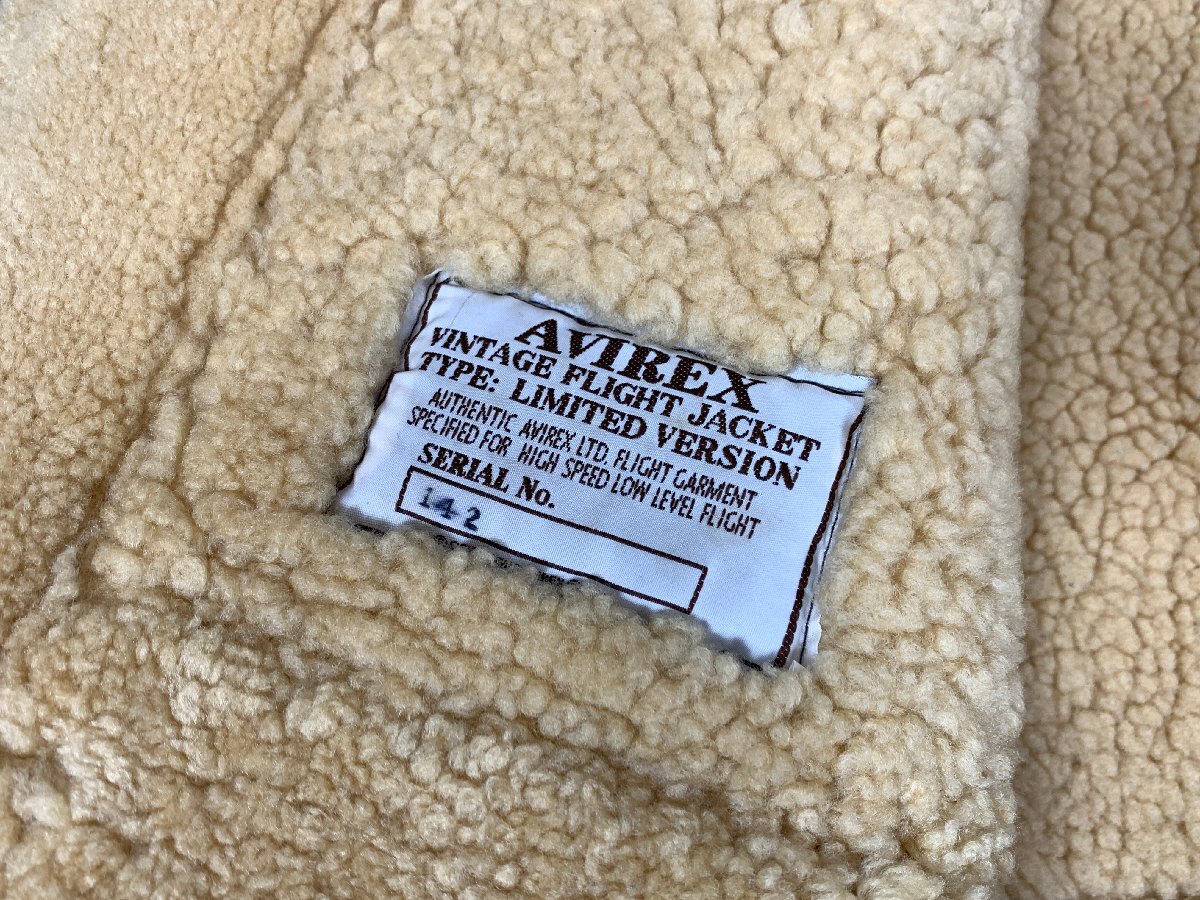 AVIREX
VINTAGE FLIGHT JACKET
TYPE: LIMITED VERSION
AUTHENTIC AVIREX LTD. FLIGHT GARMENT
SPECIFIED FOR HIGH SPEED LOW LEVEL FLIGHT
SERIAL No.
142